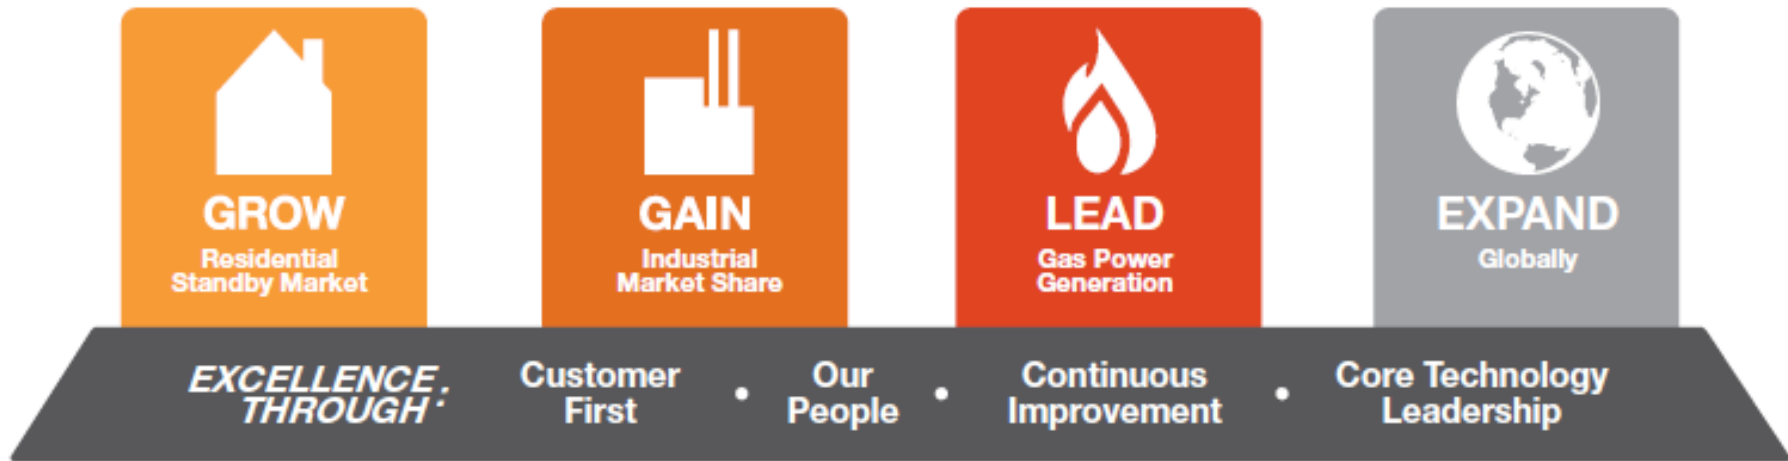 GROW
Residential
Standby Market
GAIN
Industrial
Market Share
LEAD
Gas Power
Generation
EXPAND
Globally
EXCELLENCE
THROUGH:
Customer
First
•
Our
People
•
Continuous
Improvement
•
Core Technology
Leadership